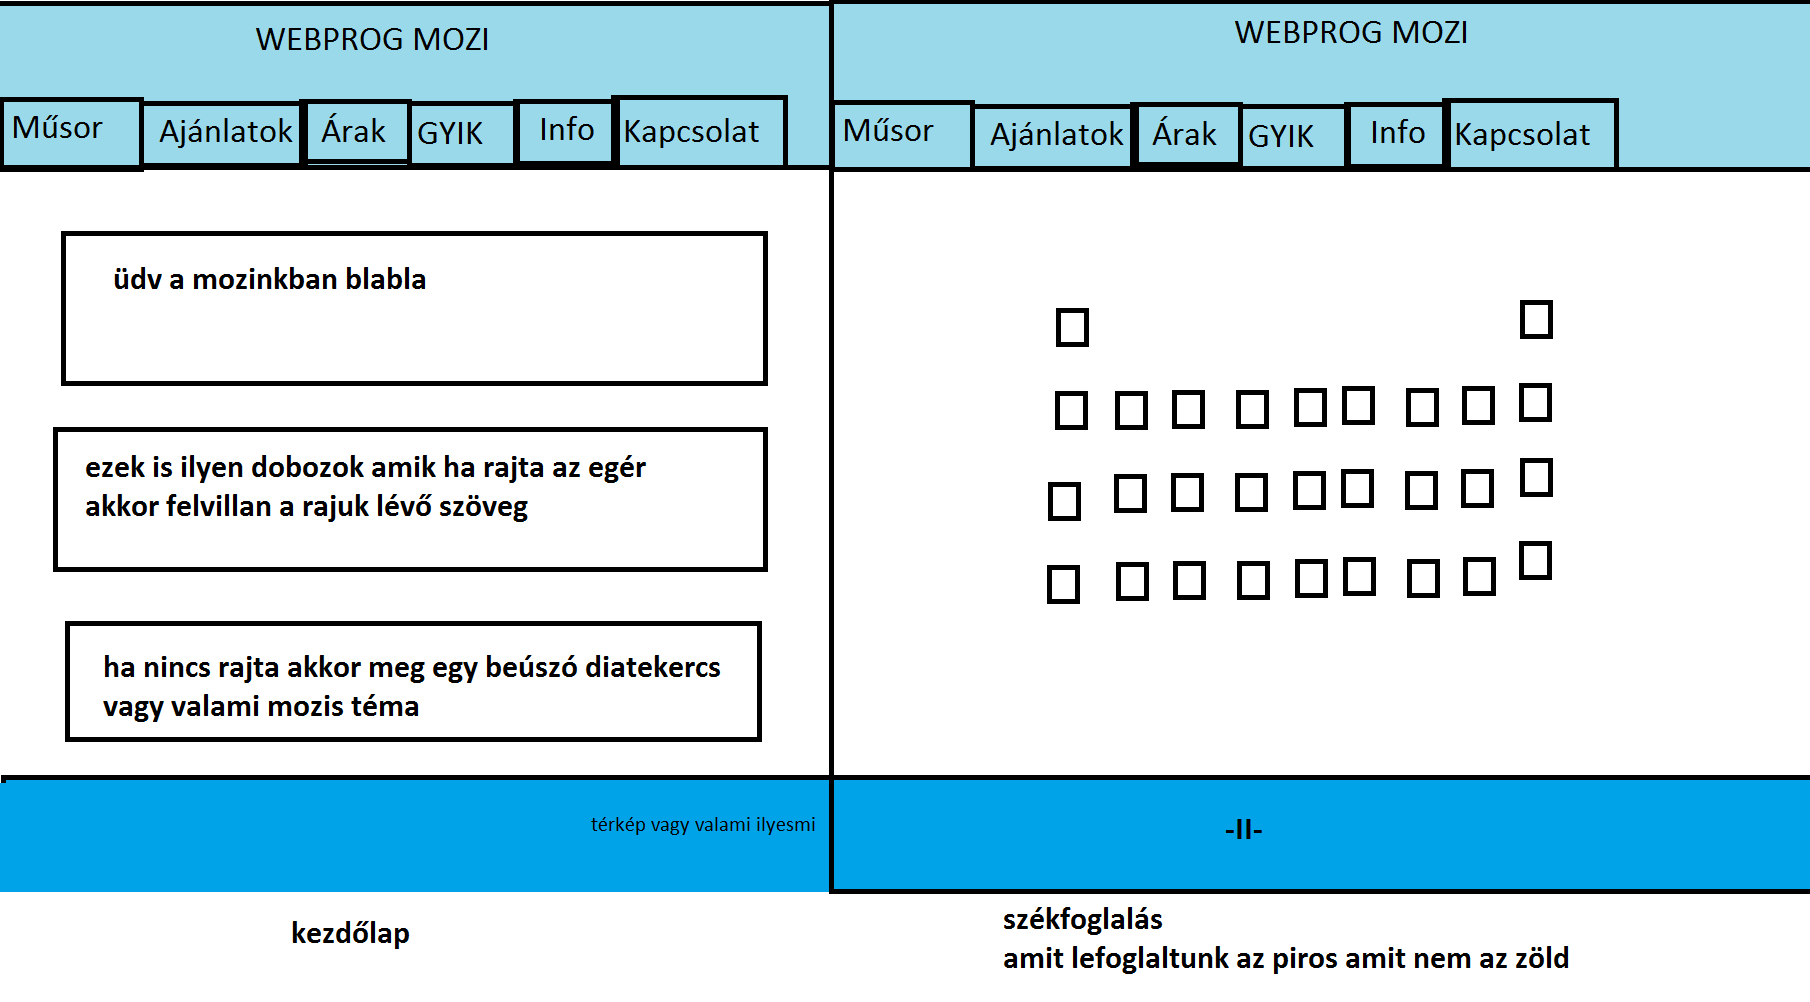 WEBPROG MOZI
Műsor
Ajánlatok
Árak
GYIK
Info
Kapcsolat
üdv a mozinkban blabla
ezek is ilyen dobozok amik ha rajta az egér
akkor felvillan a rajuk lévő szöveg
ha nincs rajta akkor meg egy beúszó diatekercs
vagy valami mozis téma
térkép vagy valami ilyesmi
kezdőlap
WEBPROG MOZI
Műsor
Ajánlatok
Árak
GYIK
Info
Kapcsolat
-II-
székfoglalás
amit lefoglaltunk az piros amit nem az zöld